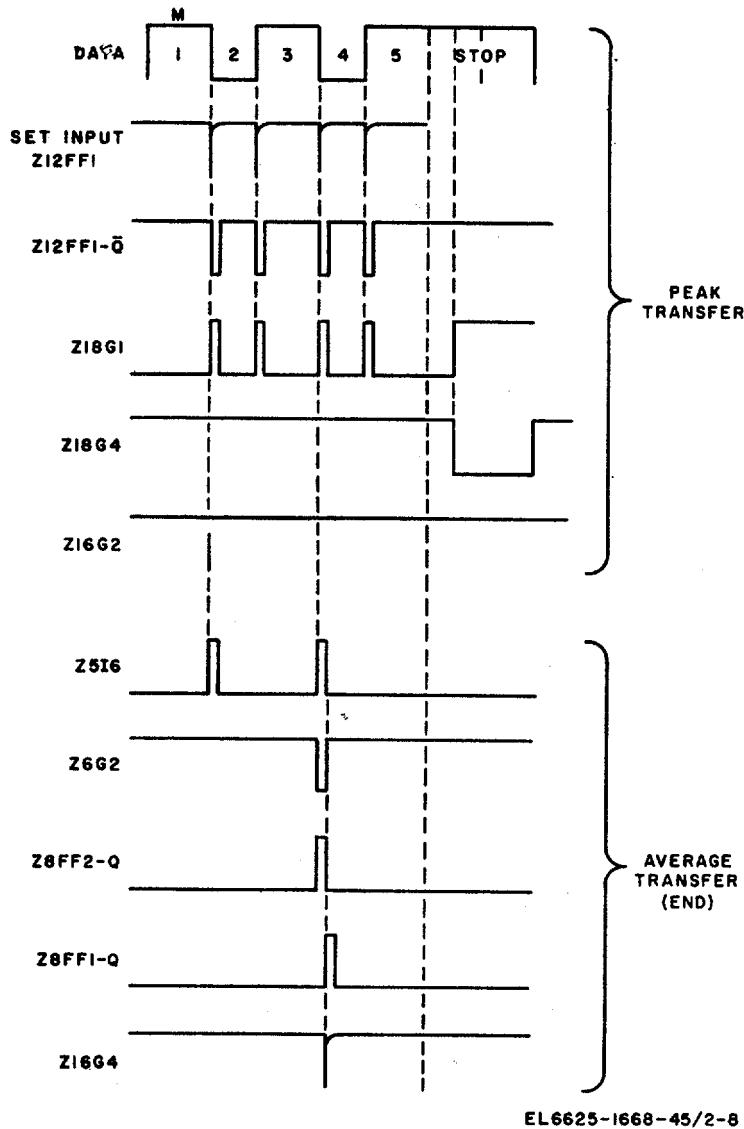 M
DATA 1 2 3 4 5 STOP
SET INPUT
Z12FF1
Z12FF1-Q̄
Z18G1
Z18G4
Z16G2
PEAK
TRANSFER
Z5I6
Z6G2
Z8FF2-Q
Z8FF1-Q
Z16G4
AVERAGE
TRANSFER
(END)
EL6625-1668-45/2-8